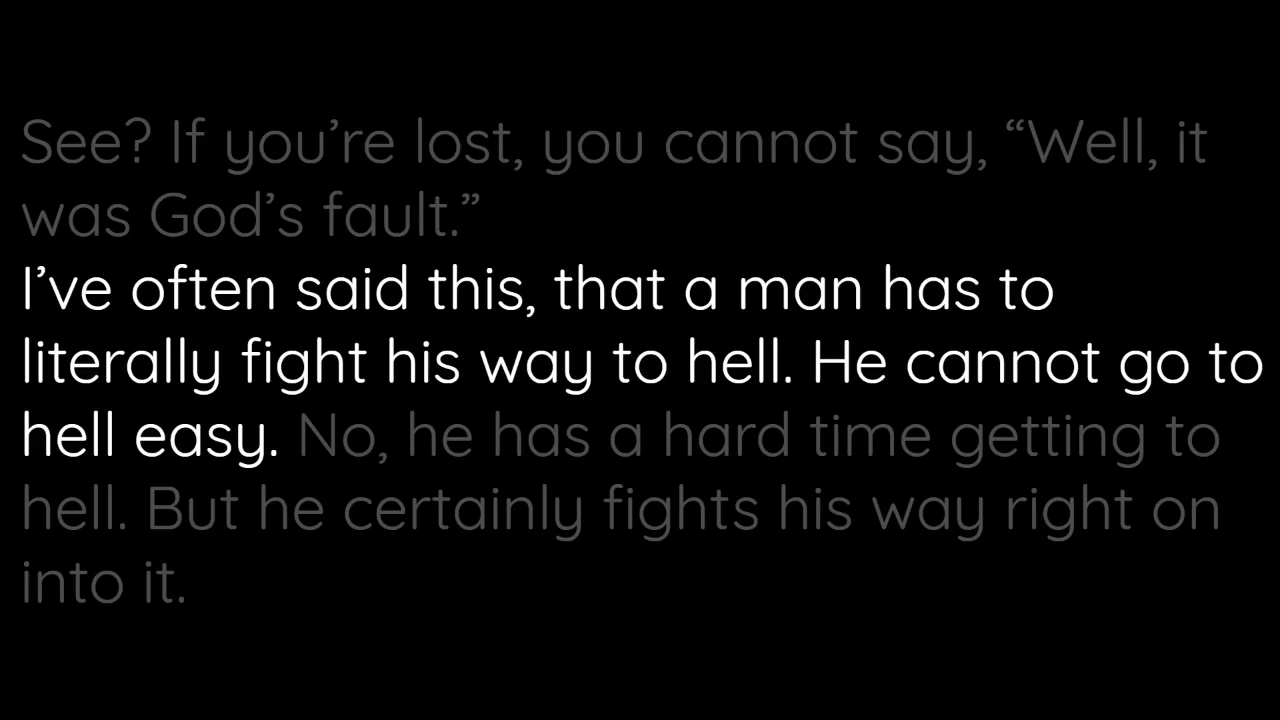 See? If you’re lost, you cannot say, “Well, it
was God’s fault.”
I’ve often said this, that a man has to
literally fight his way to hell. He cannot go to
hell easy. No, he has a hard time getting to
hell. But he certainly fights his way right on
into it.